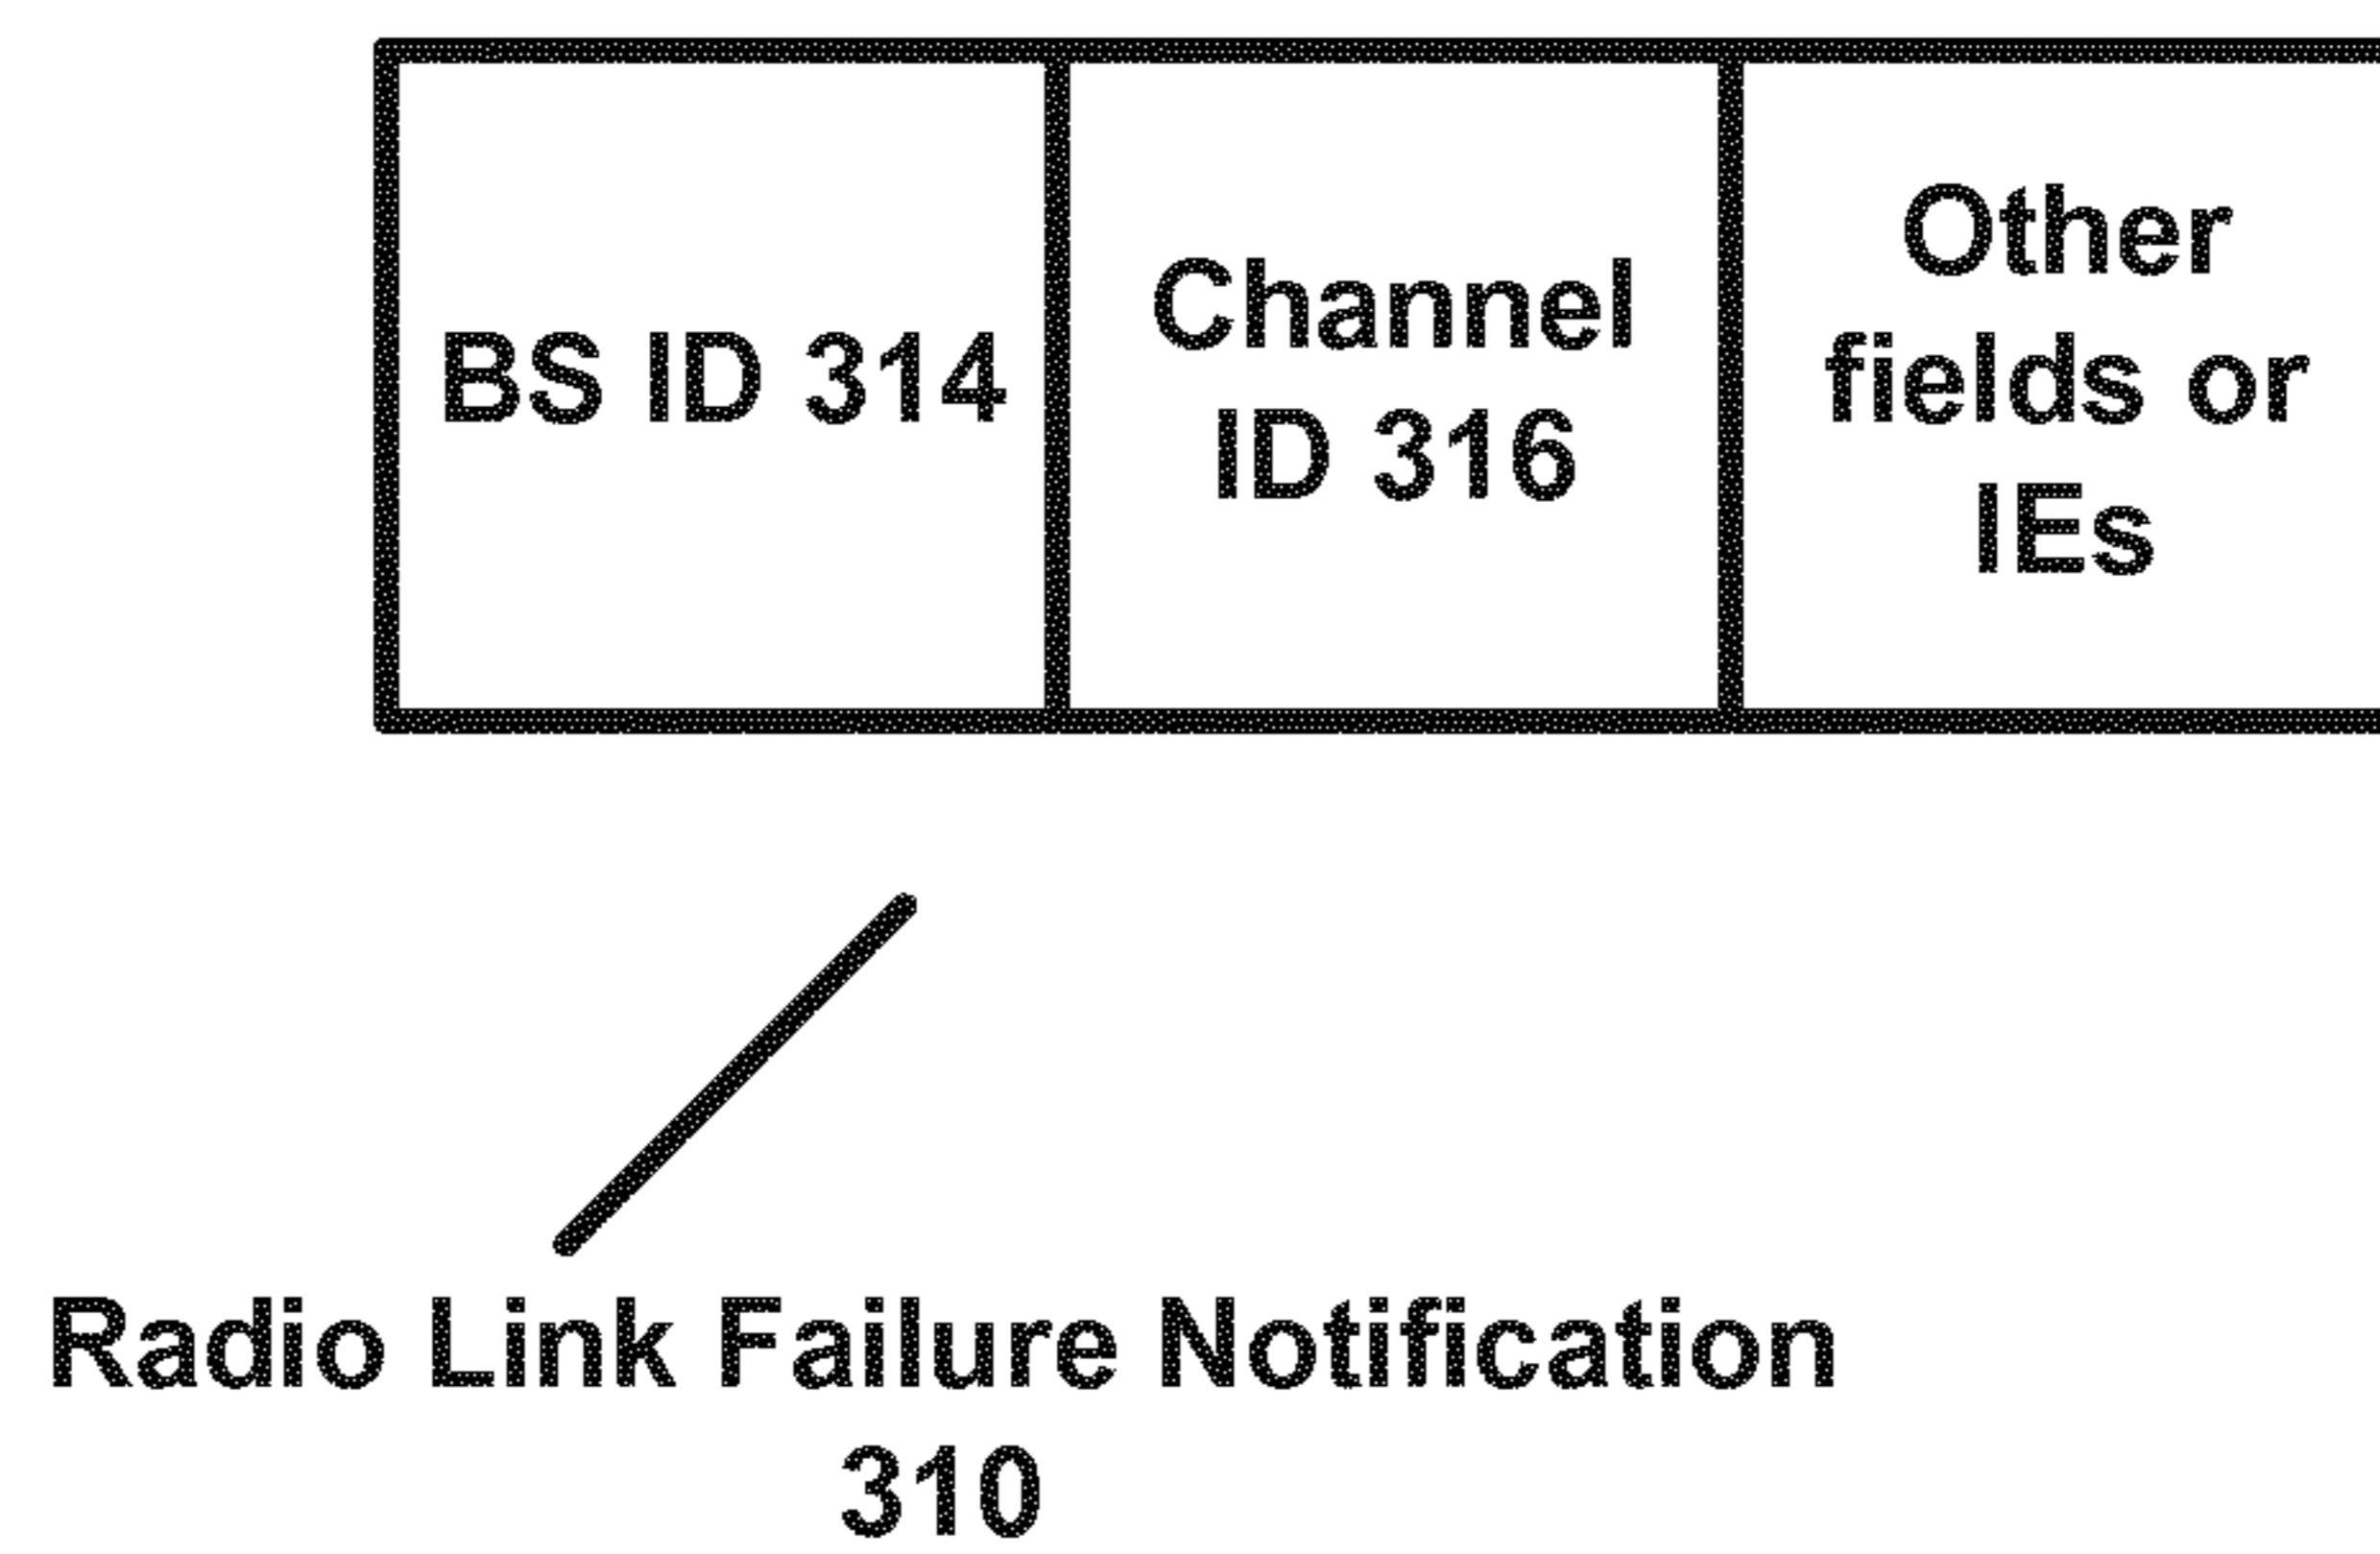 BS ID 314
Channel
ID 316
Other
fields or
IEs
Radio Link Failure Notification
310